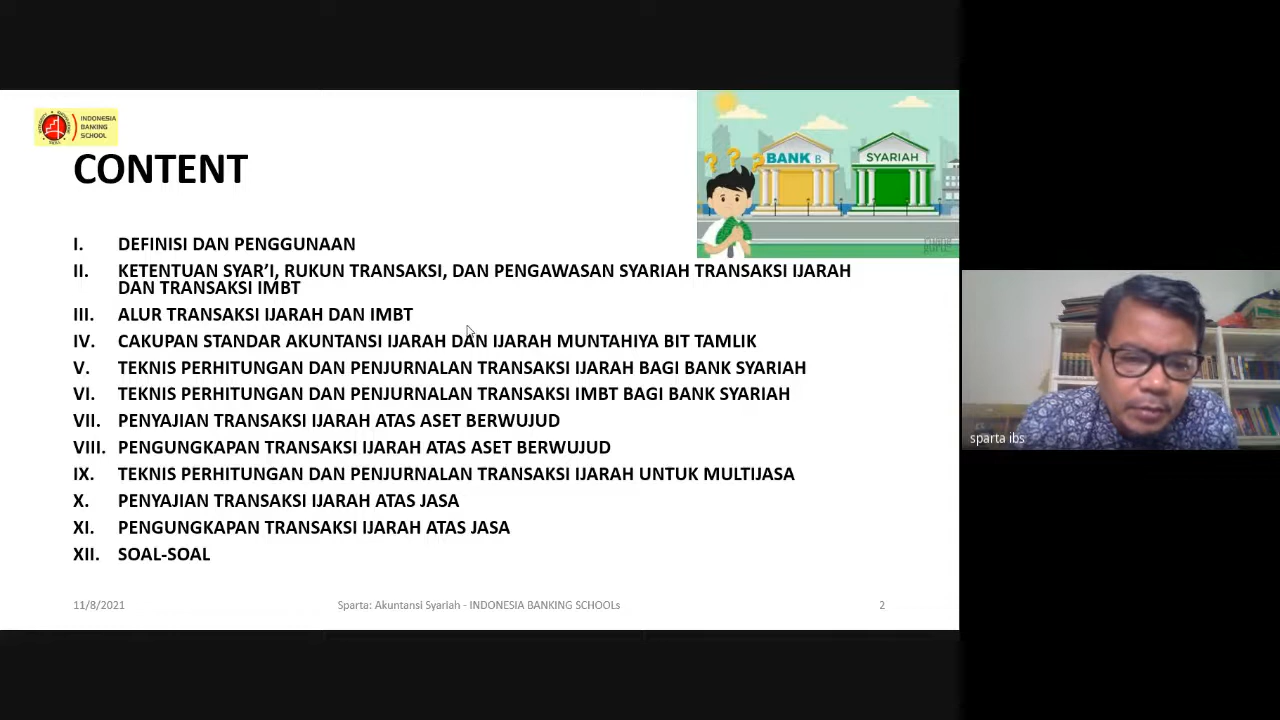 INDONESIA
BANKING
SCHOOL
CONTENT
BANK B
SYARIAH
I. DEFINISI DAN PENGGUNAAN
II. KETENTUAN SYAR'I, RUKUN TRANSAKSI, DAN PENGAWASAN SYARIAH TRANSAKSI IJARAH
DAN TRANSAKSI IMBT
III. ALUR TRANSAKSI IJARAH DAN IMBT
IV. CAKUPAN STANDAR AKUNTANSI IJARAH DAN IJARAH MUNTAHIYA BIT TAMLIK
V. TEKNIS PERHITUNGAN DAN PENJURNALAN TRANSAKSI IJARAH BAGI BANK SYARIAH
VI. TEKNIS PERHITUNGAN DAN PENJURNALAN TRANSAKSI IMBT BAGI BANK SYARIAH
VII. PENYAJIAN TRANSAKSI IJARAH ATAS ASET BERWUJUD
VIII. PENGUNGKAPAN TRANSAKSI IJARAH ATAS ASET BERWUJUD
IX. TEKNIS PERHITUNGAN DAN PENJURNALAN TRANSAKSI IJARAH UNTUK MULTIJASA
X. PENYAJIAN TRANSAKSI IJARAH ATAS JASA
XI. PENGUNGKAPAN TRANSAKSI IJARAH ATAS JASA
XII. SOAL-SOAL
11/8/2021
Sparta: Akuntansi Syariah - INDONESIA BANKING SCHOOLs
2
sparta ibs